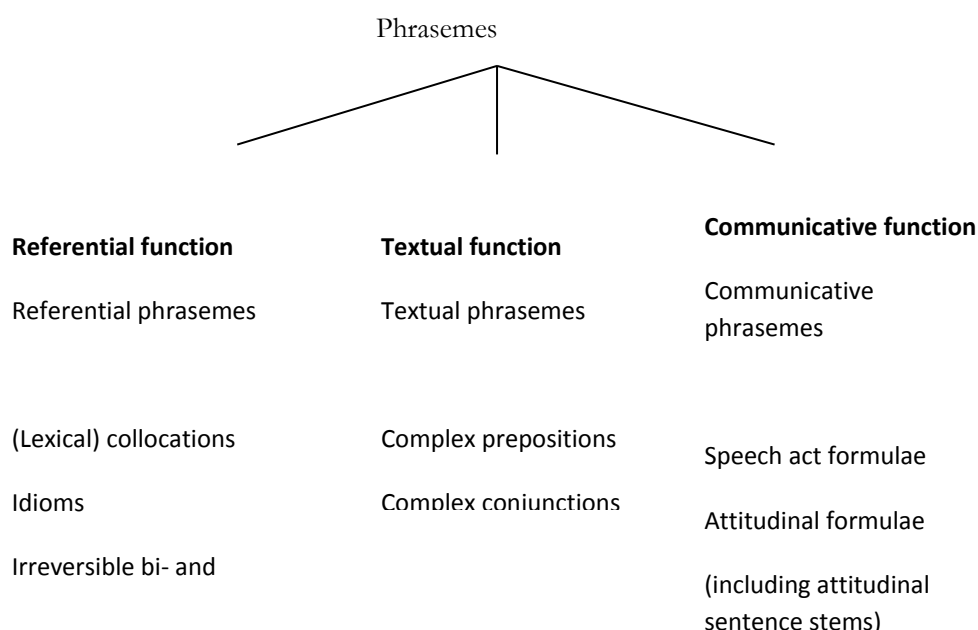 Phrasemes
Referential function
Referential phrasemes
(Lexical) collocations
Idioms
Irreversible bi- and
Textual function
Textual phrasemes
Complex prepositions
Complex conjunctions
Communicative function
Communicative
phrasemes
Speech act formulae
Attitudinal formulae
(including attitudinal
sentence stems)